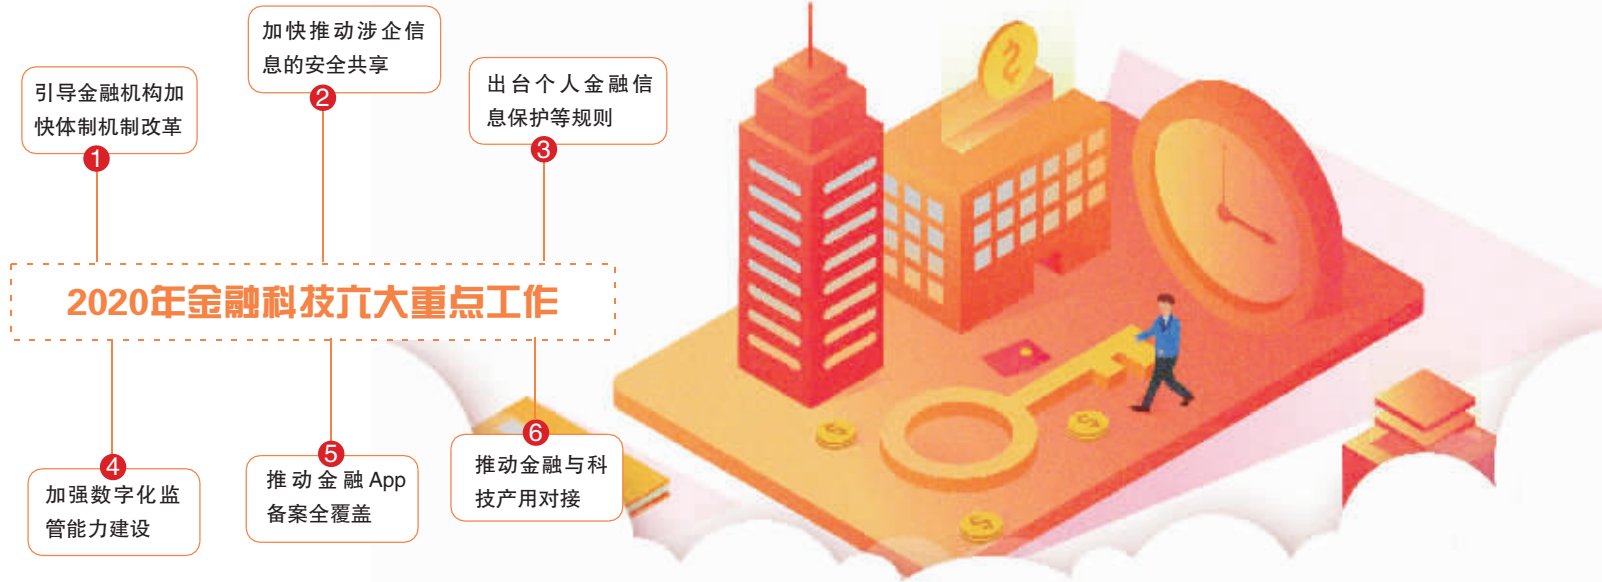 引导金融机构加
快体制机制改革
1
加快推动涉企信
息的安全共享
2
出台个人金融信
息保护等规则
3
2020年金融科技六大重点工作
4
加强数字化监
管能力建设
5
推动金融App
备案全覆盖
6
推动金融与科
技产用对接